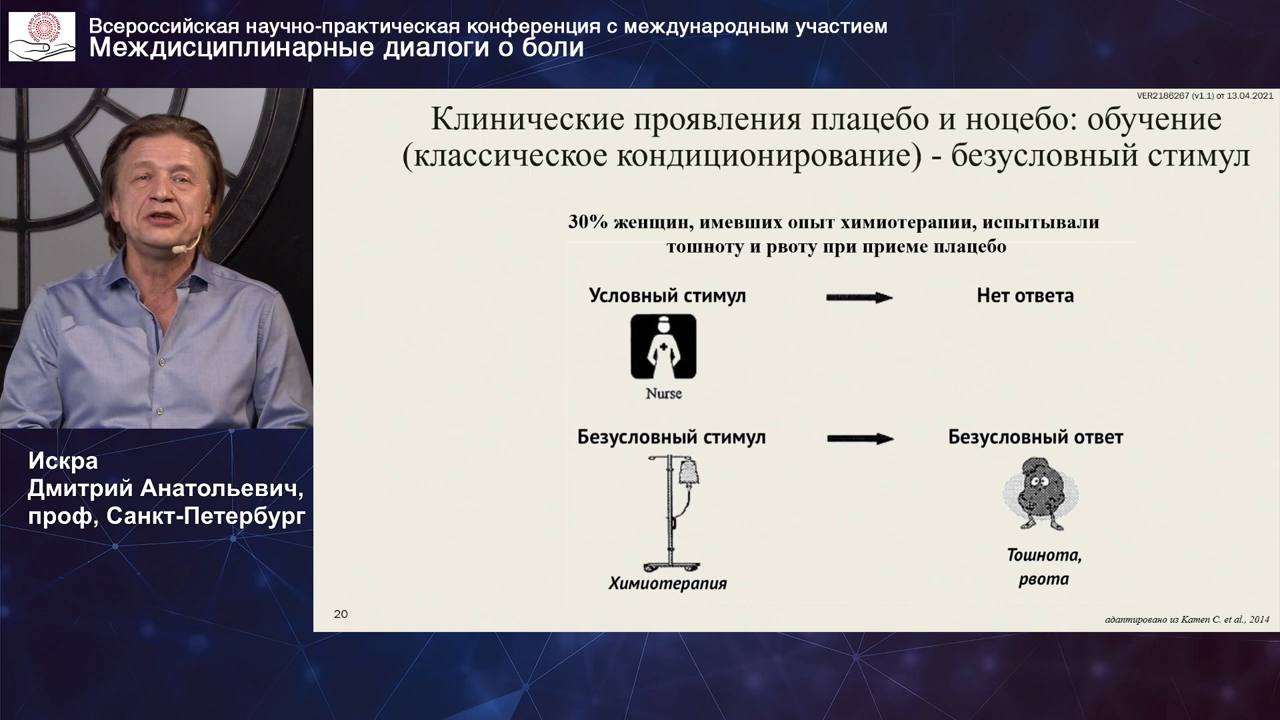 Всероссийская научно-практическая конференция с международным участием
Междисциплинарные диалоги о боли
VER2186267 (v1.1) от 13.04.2021
Клинические проявления плацебо и ноцебо: обучение
(классическое кондиционирование) - безусловный стимул
30% женщин, имевших опыт химиотерапии, испытывали
тошноту и рвоту при приеме плацебо
Условный стимул
Нет ответа
Nurse
Безусловный стимул
Безусловный ответ
Химиотерапия
Тошнота,
рвота
20
адаптировано из Kamen C. et al., 2014
Искра
Дмитрий Анатольевич,
проф, Санкт-Петербург